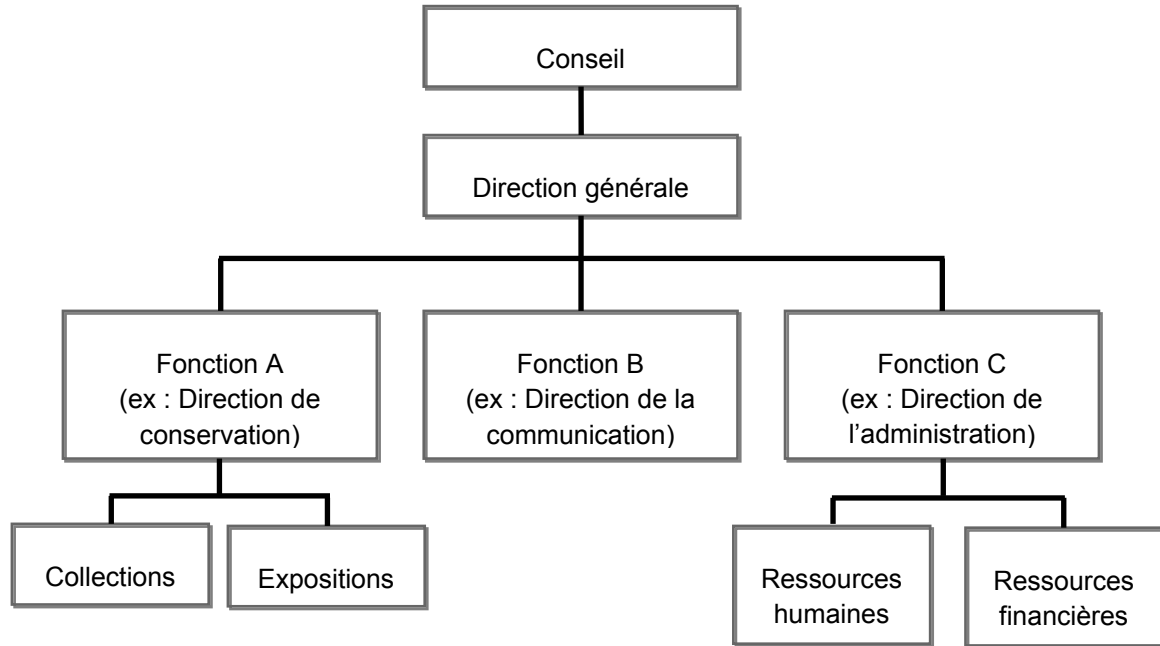 Conseil
Direction générale
Fonction A
(ex : Direction de
conservation)
Fonction B
(ex : Direction de la
communication)
Fonction C
(ex : Direction de
l’administration)
Collections
Expositions
Ressources
humaines
Ressources
financières